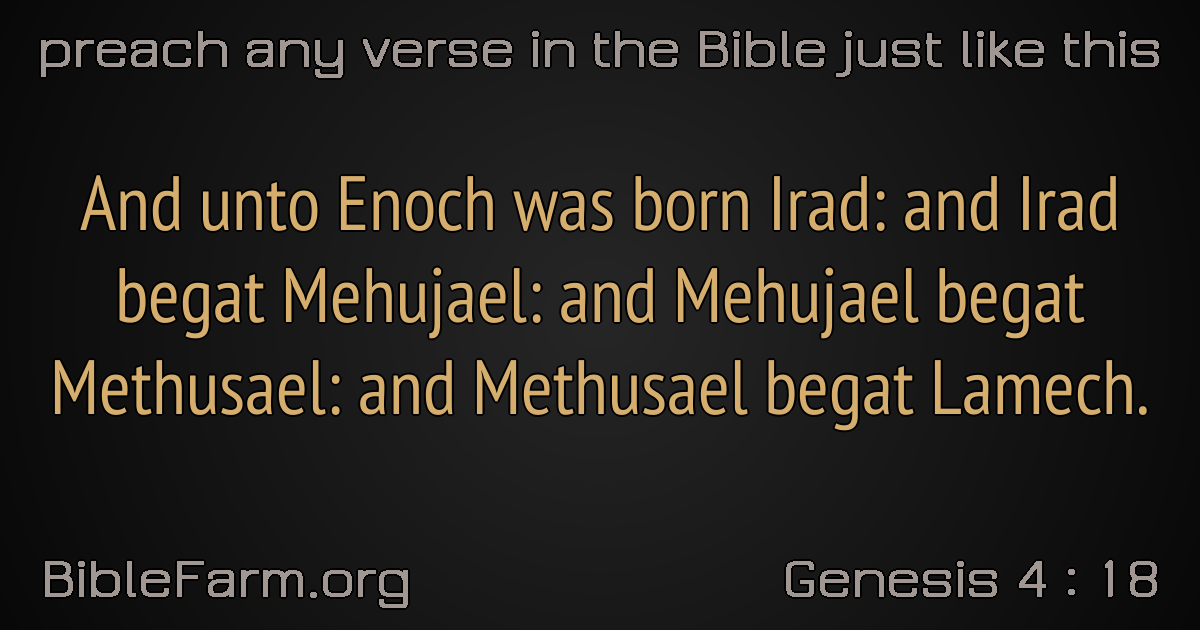 preach any verse in the Bible just like this
And unto Enoch was born Irad: and Irad
begat Mehujael: and Mehujael begat
Methusael: and Methusael begat Lamech.
BibleFarm.org
Genesis 4 : 18